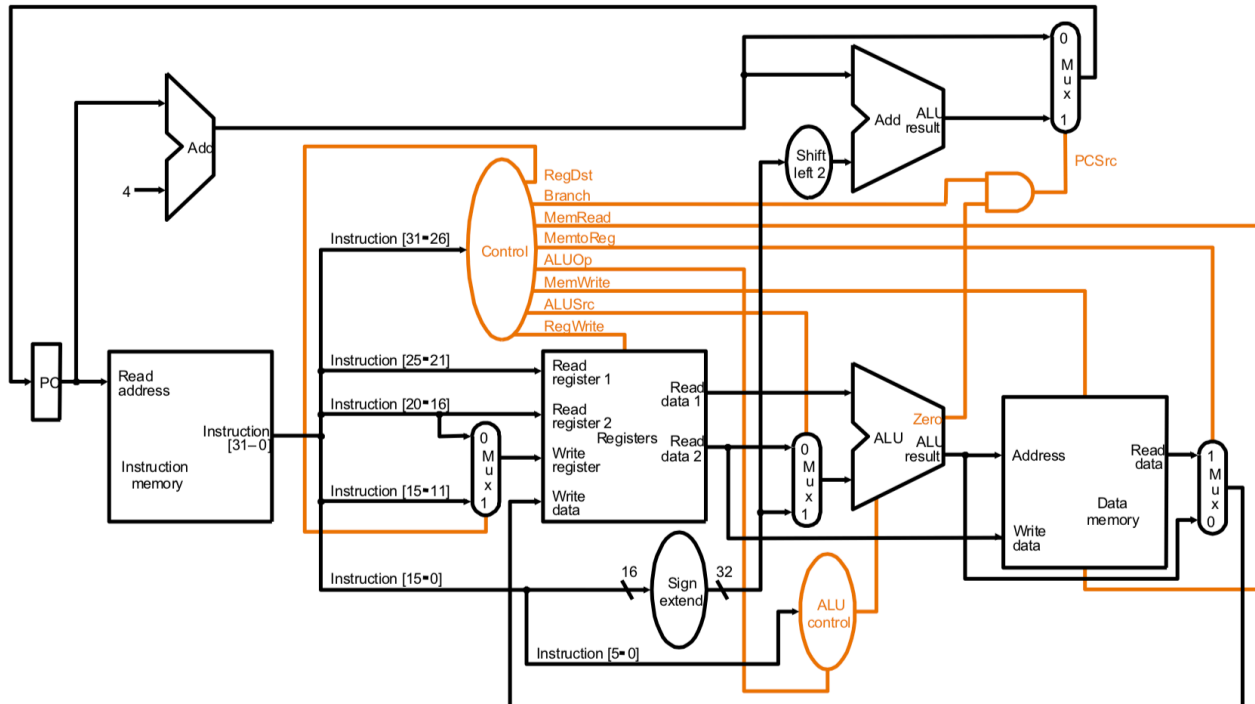 0
M
u
x
1
Add
ALU
result
Add
4
Shift
left 2
PCSrc
RegDst
Branch
MemRead
MemtoReg
ALUOp
MemWrite
ALUSrc
RegWrite
Control
Instruction [31-26]
Instruction [25-21]
Instruction [20-16]
Instruction [15-11]
Instruction [15-0]
Instruction [5-0]
PC
Read
address
Instruction
[31–0]
Instruction
memory
0
M
u
x
1
Read
register 1
Read
register 2
Write
register
Write
data
Registers
Read
data 1
Read
data 2
0
M
u
x
1
Zero
ALU
ALU
result
Address
Write
data
Read
data
Data
memory
1
M
u
x
0
16
Sign
extend
32
ALU
control